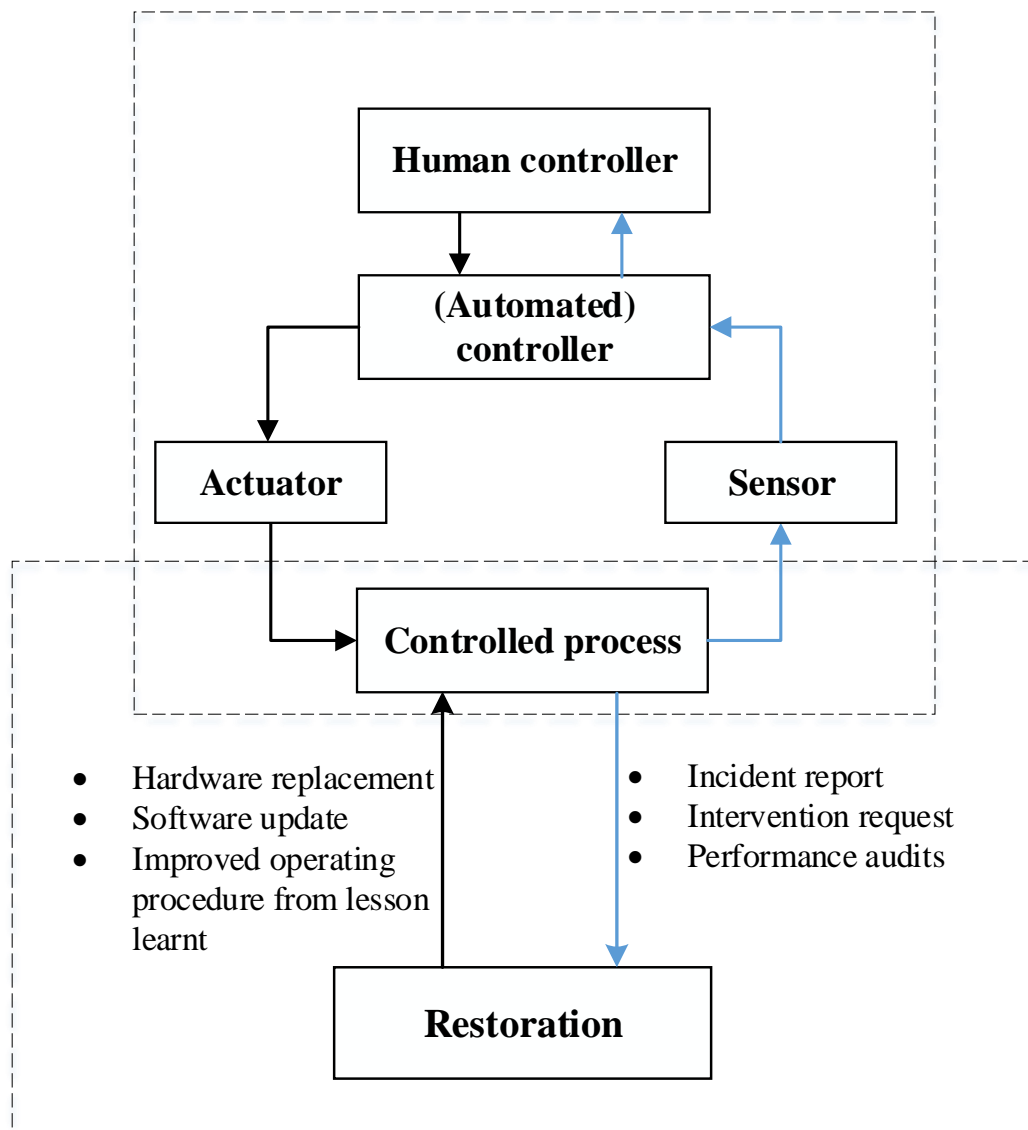 Human controller
(Automated)
controller
Actuator
Sensor
Controlled process
• Hardware replacement
• Software update
• Improved operating
procedure from lesson
learnt
• Incident report
• Intervention request
• Performance audits
Restoration